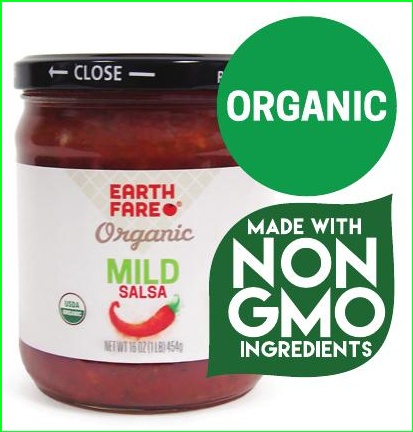 ← CLOSE
ORGANIC
EARTH
FARE
Organic
MILD
SALSA
USDA
ORGANIC
NET WT 16 OZ (1 LB) 454g
MADE WITH
NON
GMO
INGREDIENTS